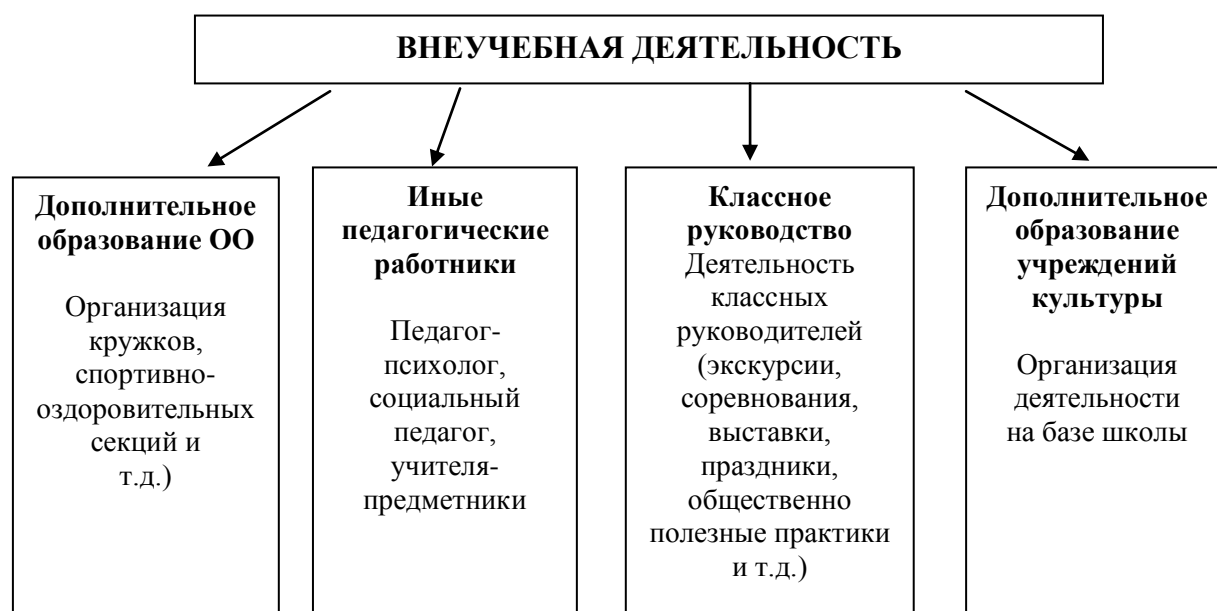 ВНЕУЧЕБНАЯ ДЕЯТЕЛЬНОСТЬ
Дополнительное
образование ОО
Организация
кружков,
спортивно-
оздоровительных
секций и
т.д.)
Иные
педагогические
работники
Педагог-
психолог,
социальный
педагог,
учителя-
предметники
Классное
руководство
Деятельность
классных
руководителей
(экскурсии,
соревнования,
выставки,
праздники,
общественно
полезные практики
и т.д.)
Дополнительное
образование
учреждений
культуры
Организация
деятельности
на базе школы